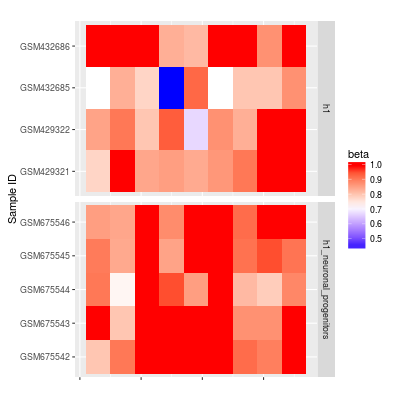 GSM432686
GSM432685
GSM429322
GSM429321
h1
GSM675546
GSM675545
GSM675544
GSM675543
GSM675542
h1_neuronal_progenitors
Sample ID
beta
1.0
0.9
0.8
0.7
0.6
0.5